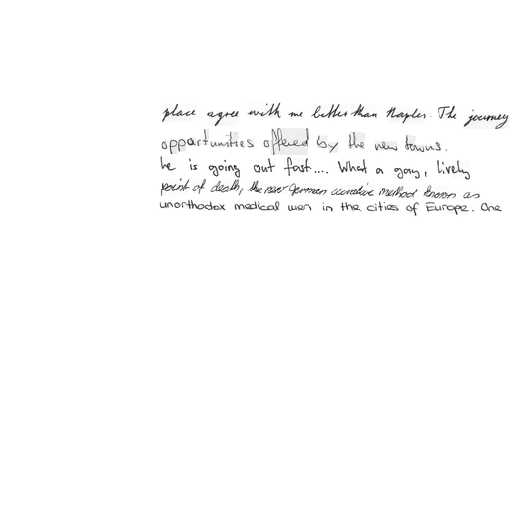 place agree with me better than Naples. The journey
opportunities offered by the new towns.
he is going out fast.... What a gay, lively
point of death, the new German curative method known as
unorthodox medical men in the cities of Europe. One